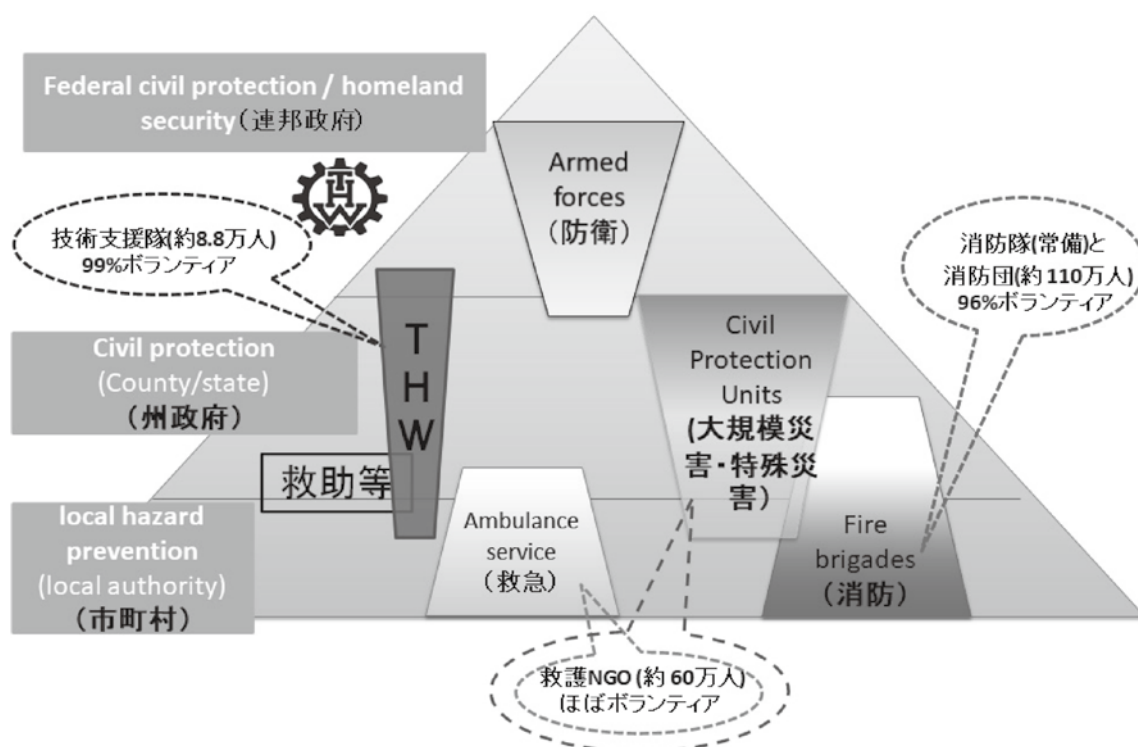 Federal civil protection / homeland
security(連邦政府)
THW
技術支援隊(約8.8万人)
99%ボランティア
Armed
forces
(防衛)
消防隊(常備)と
消防団(約110万人)
96%ボランティア
Civil protection
(County/state)
(州政府)
T
H
W
Civil
Protection
Units
(大規模災
害・特殊災
害)
救助等
local hazard
prevention
(local authority)
(市町村)
Ambulance
service
(救急)
Fire
brigades
(消防)
救護NGO(約60万人)
ほぼボランティア